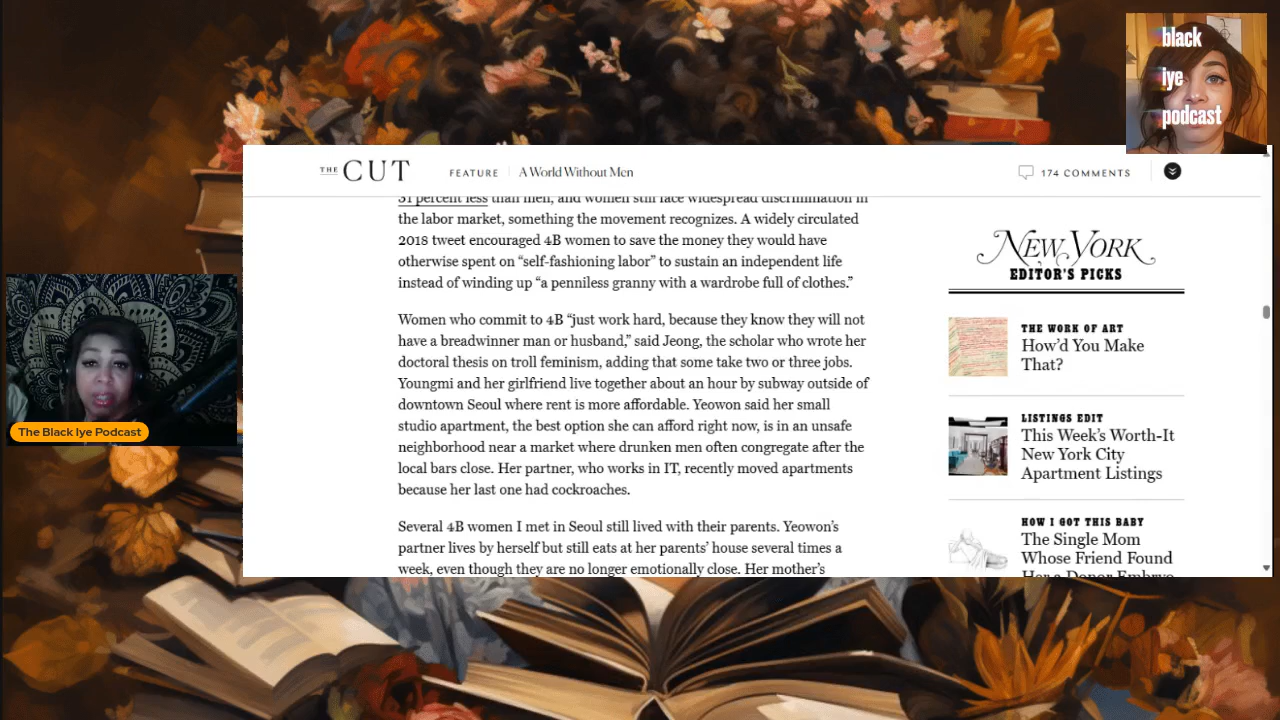 black
iye
podcast
THE CUT
FEATURE
A World Without Men
174 COMMENTS
31 percent less than men, and women still face widespread discrimination in
the labor market, something the movement recognizes. A widely circulated
2018 tweet encouraged 4B women to save the money they would have
otherwise spent on “self-fashioning labor” to sustain an independent life
instead of winding up “a penniless granny with a wardrobe full of clothes.”
Women who commit to 4B “just work hard, because they know they will not
have a breadwinner man or husband,” said Jeong, the scholar who wrote her
doctoral thesis on troll feminism, adding that some take two or three jobs.
Youngmi and her girlfriend live together about an hour by subway outside of
downtown Seoul where rent is more affordable. Yeowon said her small
studio apartment, the best option she can afford right now, is in an unsafe
neighborhood near a market where drunken men often congregate after the
local bars close. Her partner, who works in IT, recently moved apartments
because her last one had cockroaches.
Several 4B women I met in Seoul still lived with their parents. Yeowon’s
partner lives by herself but still eats at her parents’ house several times a
week, even though they are no longer emotionally close. Her mother’s
NEW YORK
EDITOR’S PICKS
THE WORK OF ART
How’d You Make
That?
LISTINGS EDIT
This Week’s Worth-It
New York City
Apartment Listings
HOW I GOT THIS BABY
The Single Mom
Whose Friend Found
Her a Donor Embryo
The Black Iye Podcast